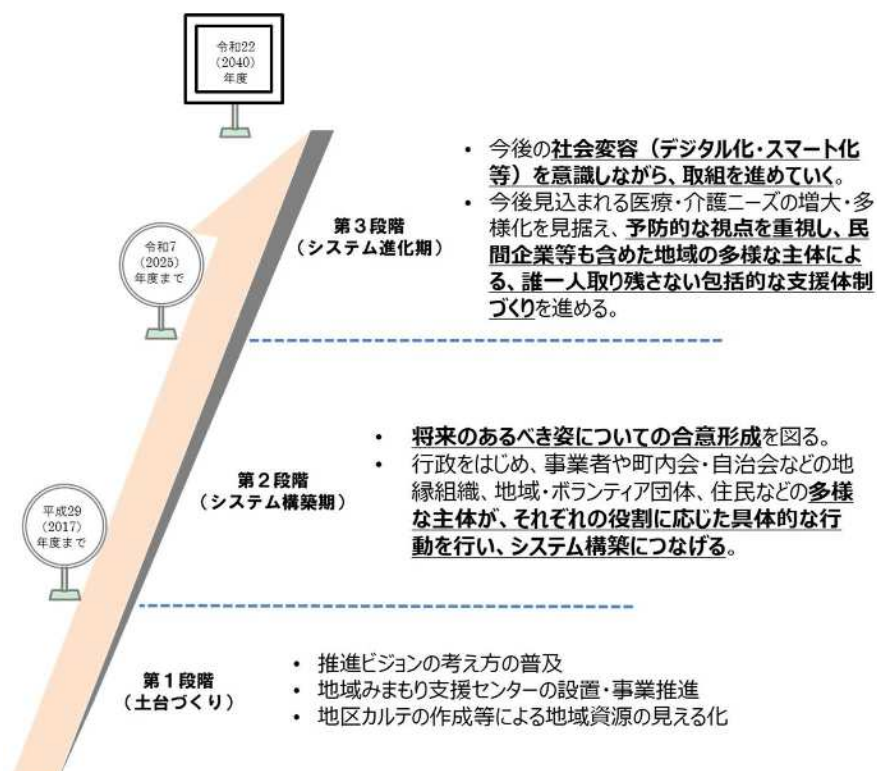 令和22
(2040)
年度
• 今後の社会変容（デジタル化・スマート化
等）を意識しながら、取組を進めていく。
• 今後見込まれる医療・介護ニーズの増大・多
様化を見据え、予防的な視点を重視し、民
間企業等も含めた地域の多様な主体によ
る、誰一人取り残さない包括的な支援体制
づくりを進める。
第３段階
（システム進化期）
令和7
(2025)
年度まで
• 将来のあるべき姿についての合意形成を図る。
• 行政をはじめ、事業者や町内会・自治会などの地
縁組織、地域・ボランティア団体、住民などの多様
な主体が、それぞれの役割に応じた具体的な行
動を行い、システム構築につなげる。
第２段階
（システム構築期）
平成29
(2017)
年度まで
第１段階
（土台づくり）
• 推進ビジョンの考え方の普及
• 地域みまもり支援センターの設置・事業推進
• 地区カルテの作成等による地域資源の見える化